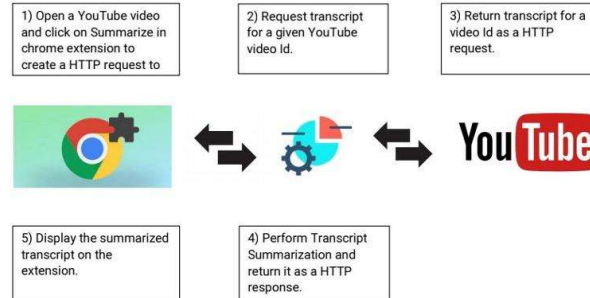 1) Open a YouTube video
and click on Summarize in
chrome extension to
create a HTTP request to
2) Request transcript
for a given YouTube
video Id.
3) Return transcript for a
video Id as a HTTP
request.
YouTube
5) Display the summarized
transcript on the
extension.
4) Perform Transcript
Summarization and
return it as a HTTP
response.